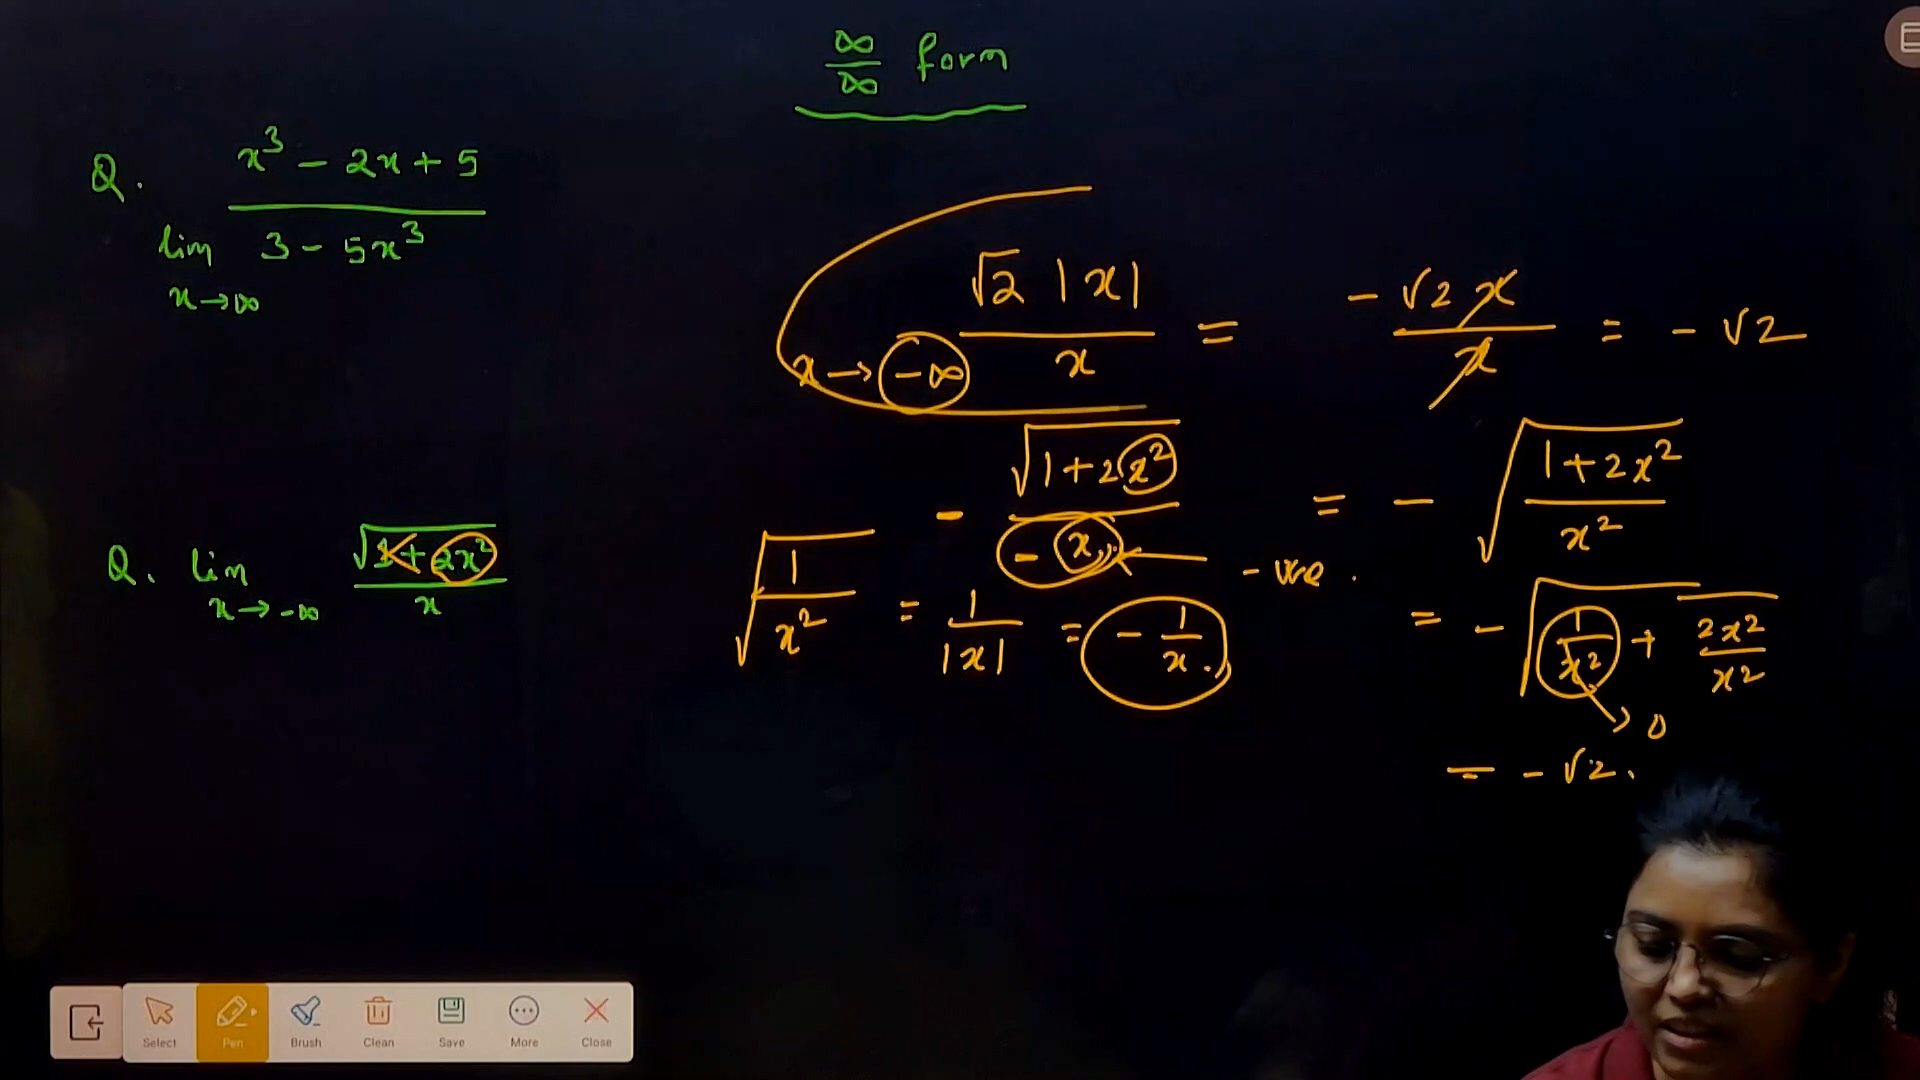 ∞/∞ form
Q. lim x→∞ (x³ - 2x + 5)/(3 - 5x³)
x→ -∞ √2 |x|/x = -√2 x/x = -√2
-√(1+2x²)/(-x) = -√((1+2x²)/x²)
- ve.
Q. lim x→ -∞ √(1+2x²)/x
√(1/x²) = 1/|x| = -1/x
= -√(1/x² + 2x²/x²)
→ 0
= -√2.
Select Pen Brush Clean Save More Close